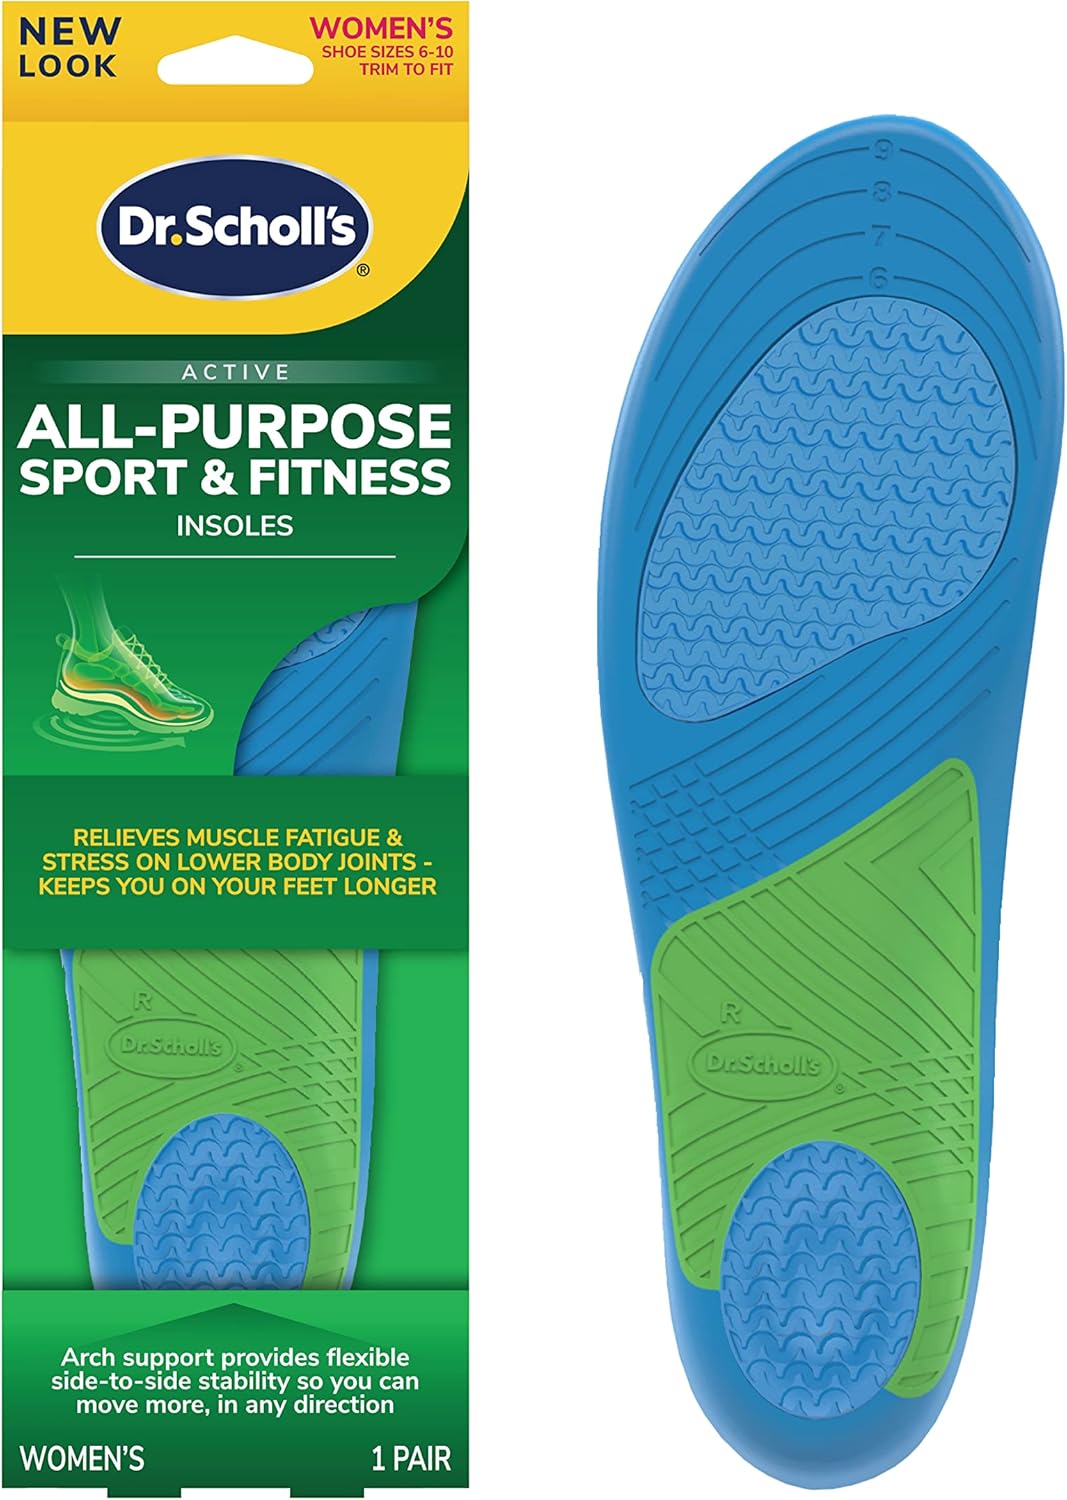 NEW
LOOK
WOMEN'S
SHOE SIZES 6-10
TRIM TO FIT
Dr.Scholl's®
ACTIVE
ALL-PURPOSE
SPORT & FITNESS
INSOLES
RELIEVES MUSCLE FATIGUE &
STRESS ON LOWER BODY JOINTS -
KEEPS YOU ON YOUR FEET LONGER
R
Dr.Scholl's®
Arch support provides flexible
side-to-side stability so you can
move more, in any direction
WOMEN'S
1 PAIR
9
8
7
6
R
Dr.Scholl's®